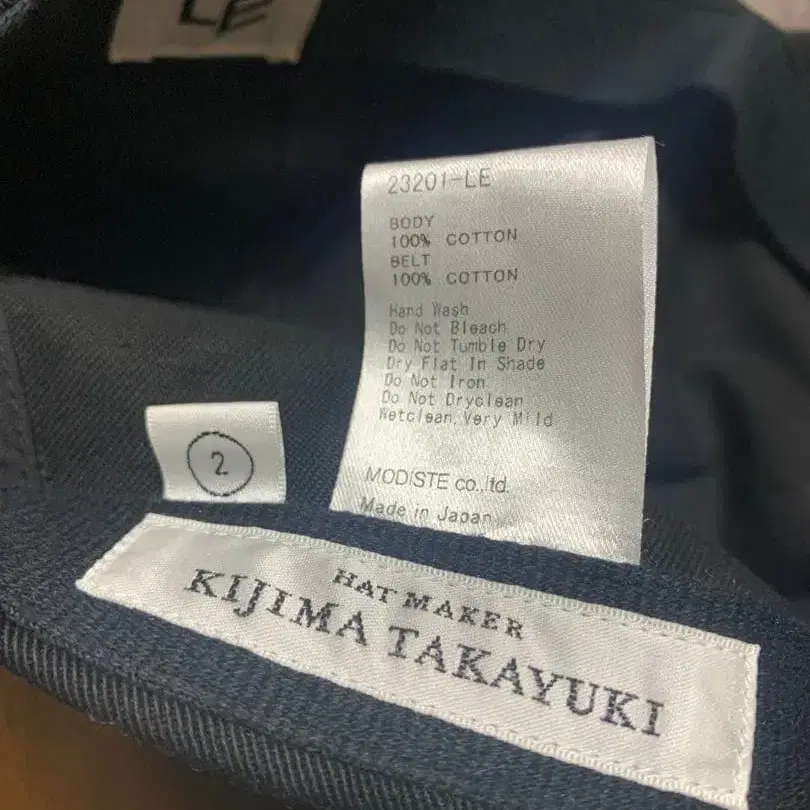 LE
23201-LE
BODY
100% COTTON
BELT
100% COTTON
Hand Wash
Do Not Bleach
Do Not Tumble Dry
Dry Flat In Shade
Do Not Iron
Do Not Dryclean
Wetclean,Very Mild
MODISTE co.,ltd.
Made in Japan
2
HAT MAKER
KIJIMA TAKAYUKI